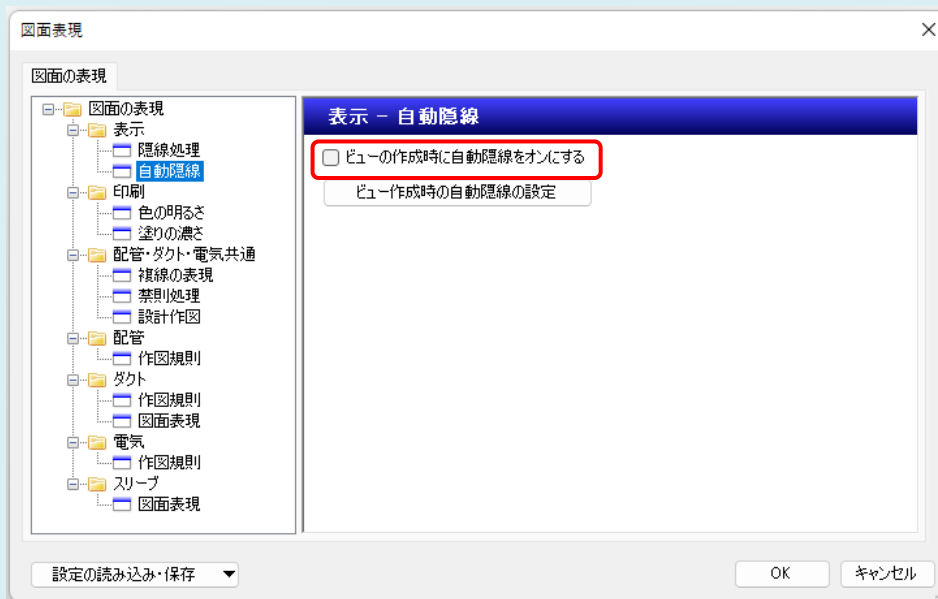 図面表現
図面の表現
図面の表現
表示
隠線処理
自動隠線
印刷
色の明るさ
塗りの濃さ
配管・ダクト・電気共通
複線の表現
禁則処理
設計作図
配管
作図規則
ダクト
作図規則
図面表現
電気
作図規則
スリーブ
図面表現
表示 - 自動隠線
ビューの作成時に自動隠線をオンにする
ビュー作成時の自動隠線の設定
設定の読み込み・保存
OK
キャンセル